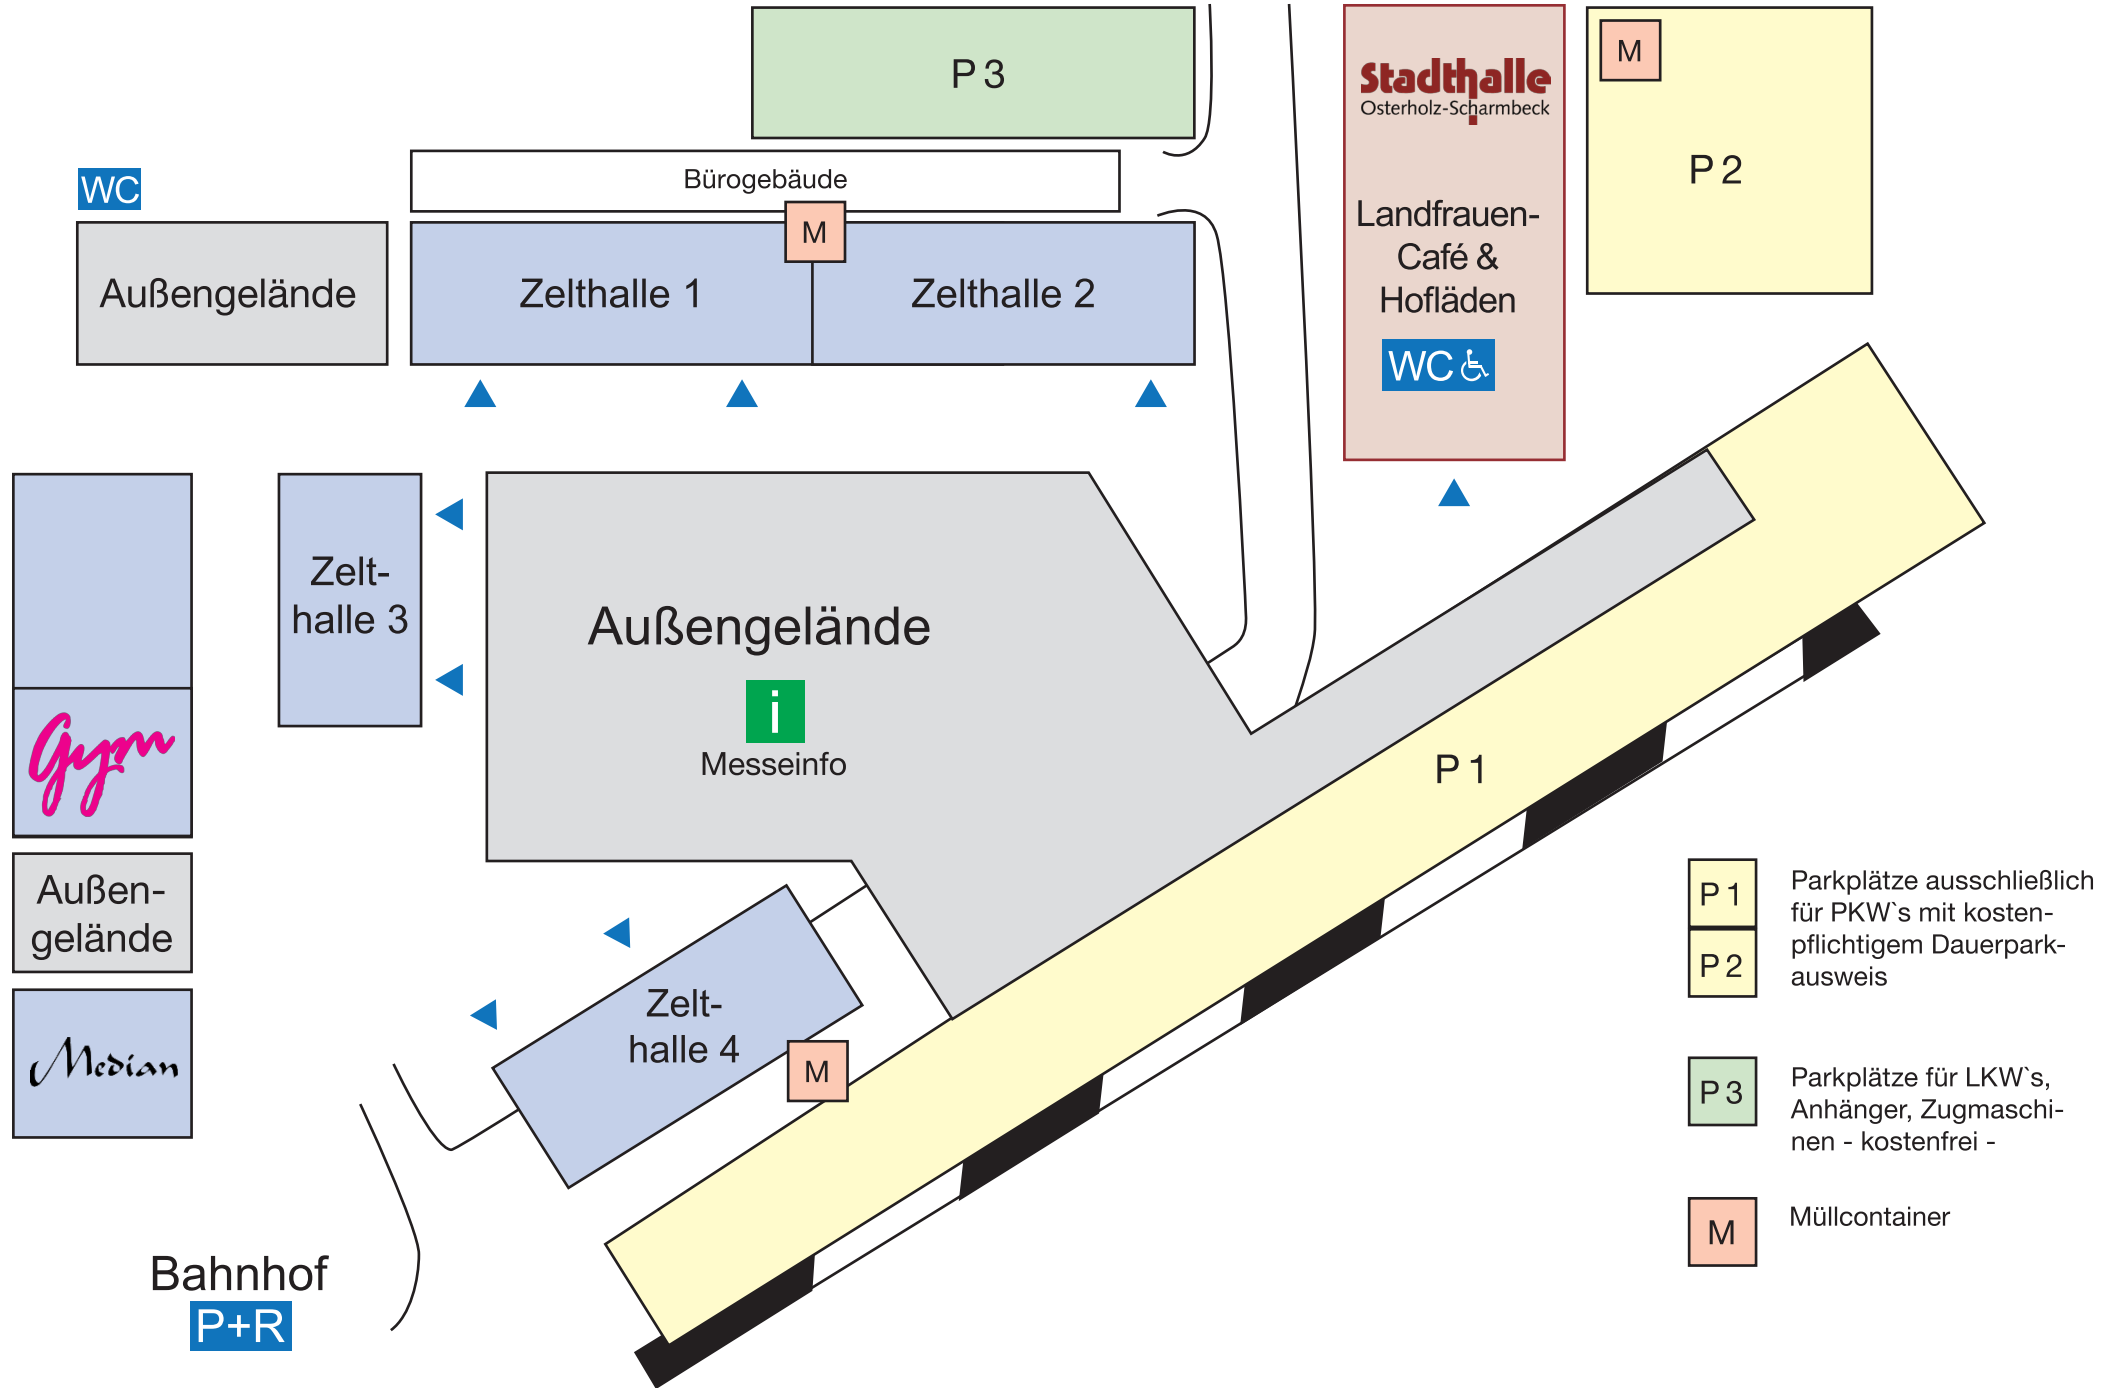 P 3
Stadthalle
Osterholz-Scharmbeck
M
P 2
Bürogebäude
WC
M
Landfrauen-
Café &
Hofläden
WC
Außengelände
Zelthalle 1
Zelthalle 2
Zelt-
halle 3
Außengelände
i
Messeinfo
Gym
P 1
Außen-
gelände
Zelt-
halle 4
M
Median
Bahnhof
P+R
P 1
P 2
Parkplätze ausschließlich
für PKW`s mit kosten-
pflichtigem Dauerpark-
ausweis
P 3
Parkplätze für LKW`s,
Anhänger, Zugmaschi-
nen - kostenfrei -
M
Müllcontainer